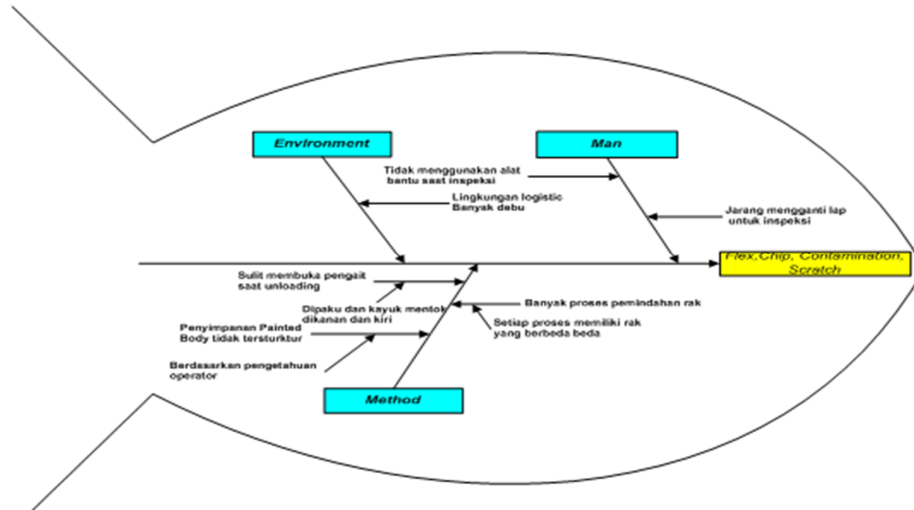 Environment
Man
Tidak menggunakan alat
bantu saat inspeksi
Lingkungan logistic
Banyak debu
Jarang mengganti lap
untuk inspeksi
Flex,Chip, Contamination,
Scratch
Sulit membuka pengait
saat unloading
Dipaku dan kayuk mentok
dikanan dan kiri
Banyak proses pemindahan rak
Setiap proses memiliki rak
yang berbeda beda
Penyimpanan Painted
Body tidak tersturktur
Berdasarkan pengetahuan
operator
Method